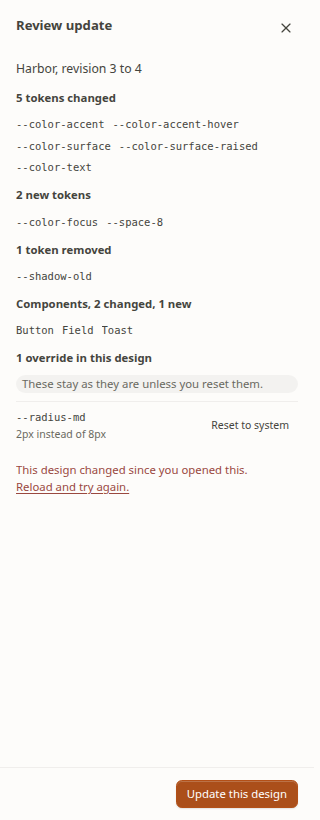 Review update
Harbor, revision 3 to 4
5 tokens changed
--color-accent --color-accent-hover
--color-surface --color-surface-raised
--color-text
2 new tokens
--color-focus --space-8
1 token removed
--shadow-old
Components, 2 changed, 1 new
Button Field Toast
1 override in this design
These stay as they are unless you reset them.
--radius-md
2px instead of 8px
Reset to system
This design changed since you opened this.
Reload and try again.
Update this design